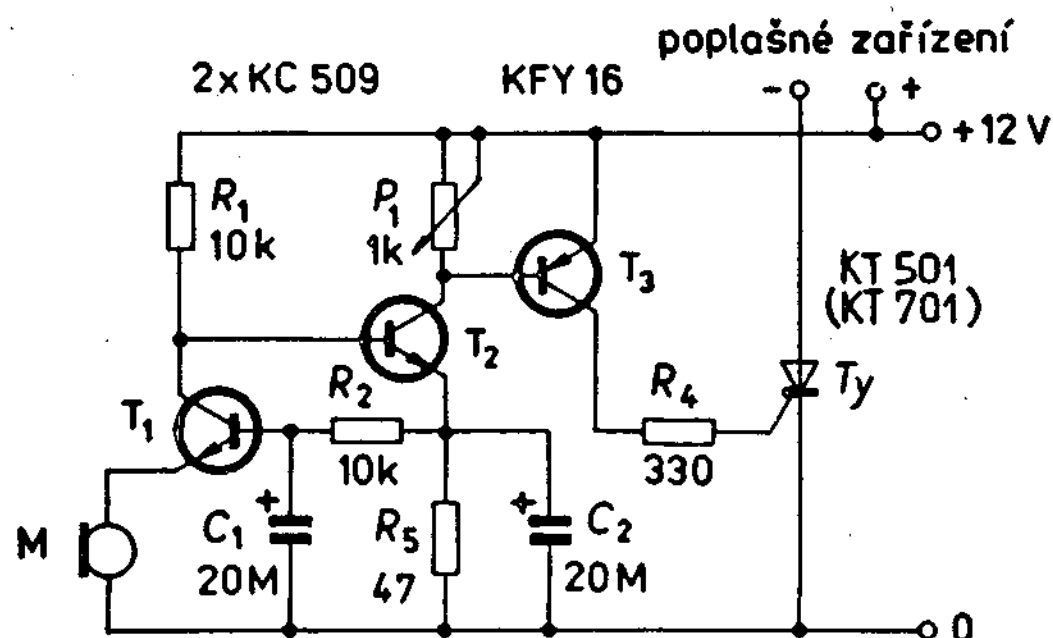 poplašné zařízení
2x KC 509
KFY 16
- +
+ 12 V
R1
10k
P1
1k
T3
KT 501
(KT 701)
T2
R2
R4
Ty
T1
10k
330
+
+
M
C1
20M
R5
47
C2
20M
0